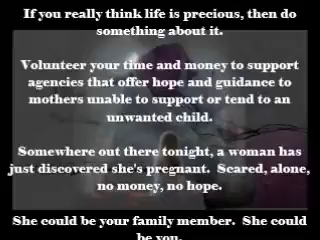 If you really think life is precious, then do
something about it.
Volunteer your time and money to support
agencies that offer hope and guidance to
mothers unable to support or tend to an
unwanted child.
Somewhere out there tonight, a woman has
just discovered she's pregnant.  Scared, alone,
no money, no hope.
She could be your family member.  She could
be you.